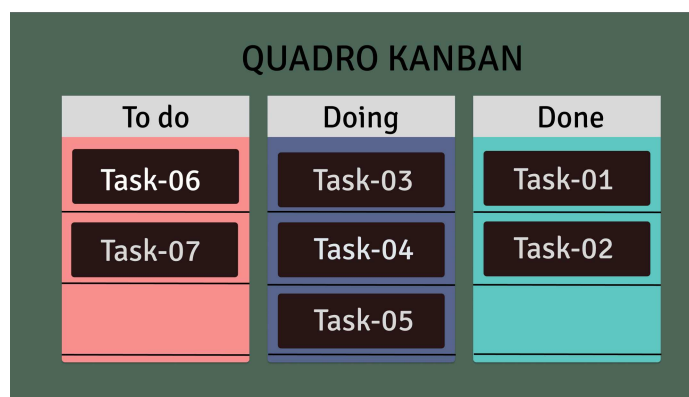 QUADRO KANBAN
To do
Doing
Done
Task-06
Task-03
Task-01
Task-07
Task-04
Task-02
Task-05